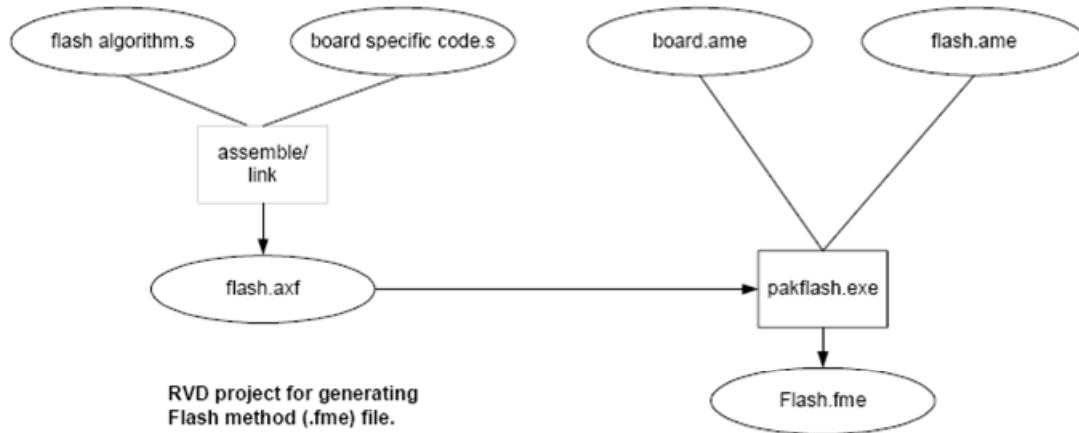 flash algorithm.s
board specific code.s
board.ame
flash.ame
assemble/
link
flash.axf
pakflash.exe
Flash.fme
RVD project for generating
Flash method (.fme) file.